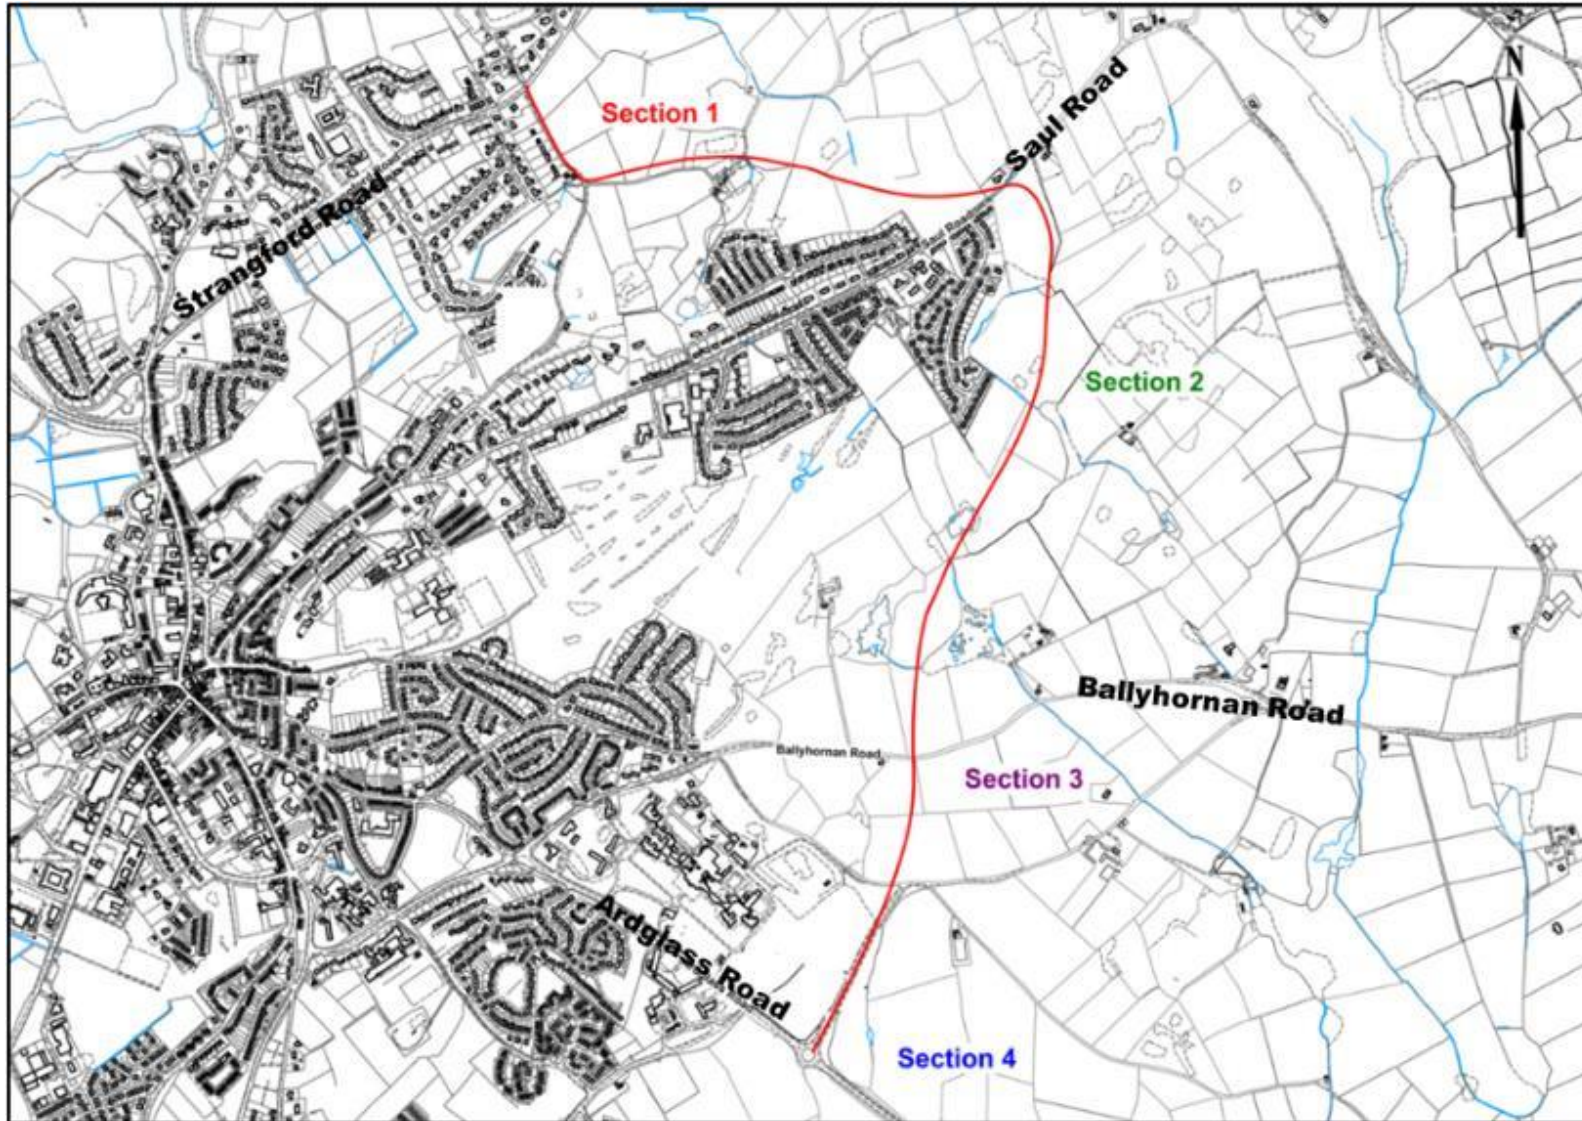 N
Section 1
Saul Road
Strangford Road
Section 2
Ballyhornan Road
Ballyhornan Road
Section 3
Ardglass Road
Section 4